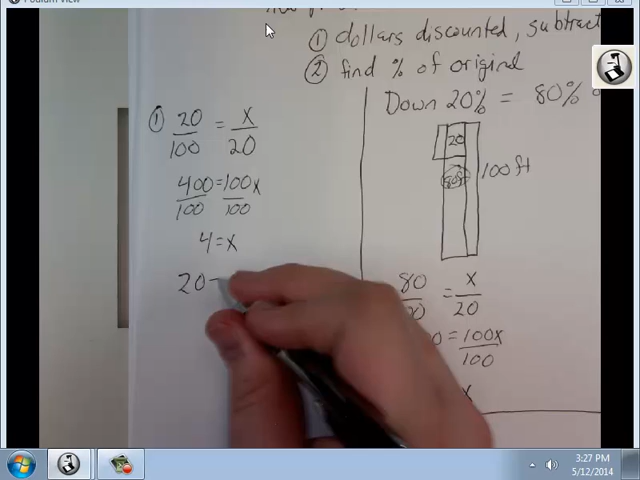 ① dollars discounted, subtract
② find % of original
① 20/100 = x/20
400/100 = 100x/100
4 = x
20 -
Down 20% = 80%
20
80ft
100 ft
80 = x/20
= 100x/100
x
3:27 PM
5/12/2014